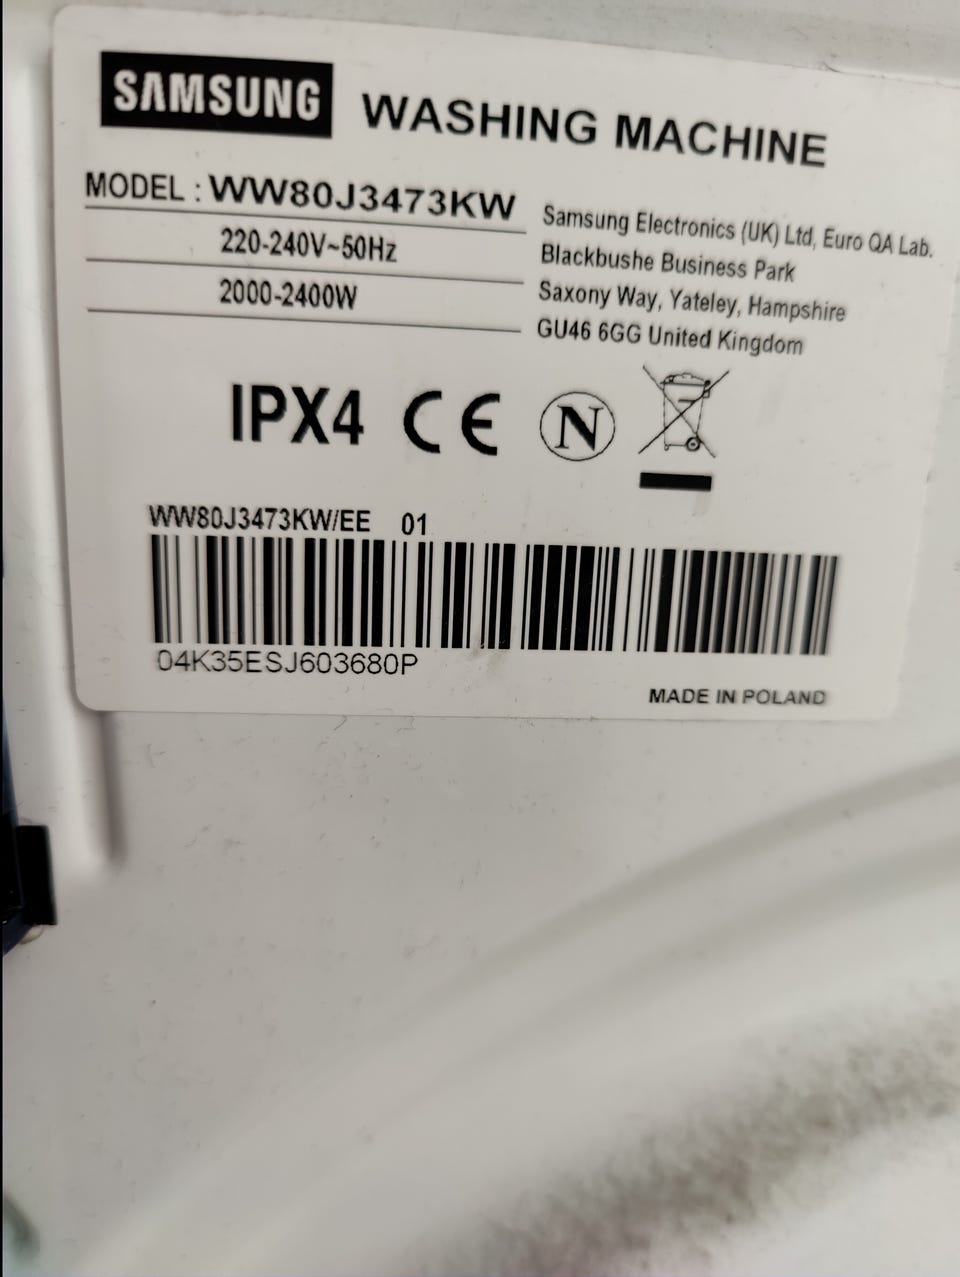 SAMSUNG WASHING MACHINE
MODEL : WW80J3473KW
220-240V~50Hz
2000-2400W
Samsung Electronics (UK) Ltd, Euro QA Lab.
Blackbushe Business Park
Saxony Way, Yateley, Hampshire
GU46 6GG United Kingdom
IPX4 CE N
WW80J3473KW/EE 01
04K35ESJ603680P
MADE IN POLAND